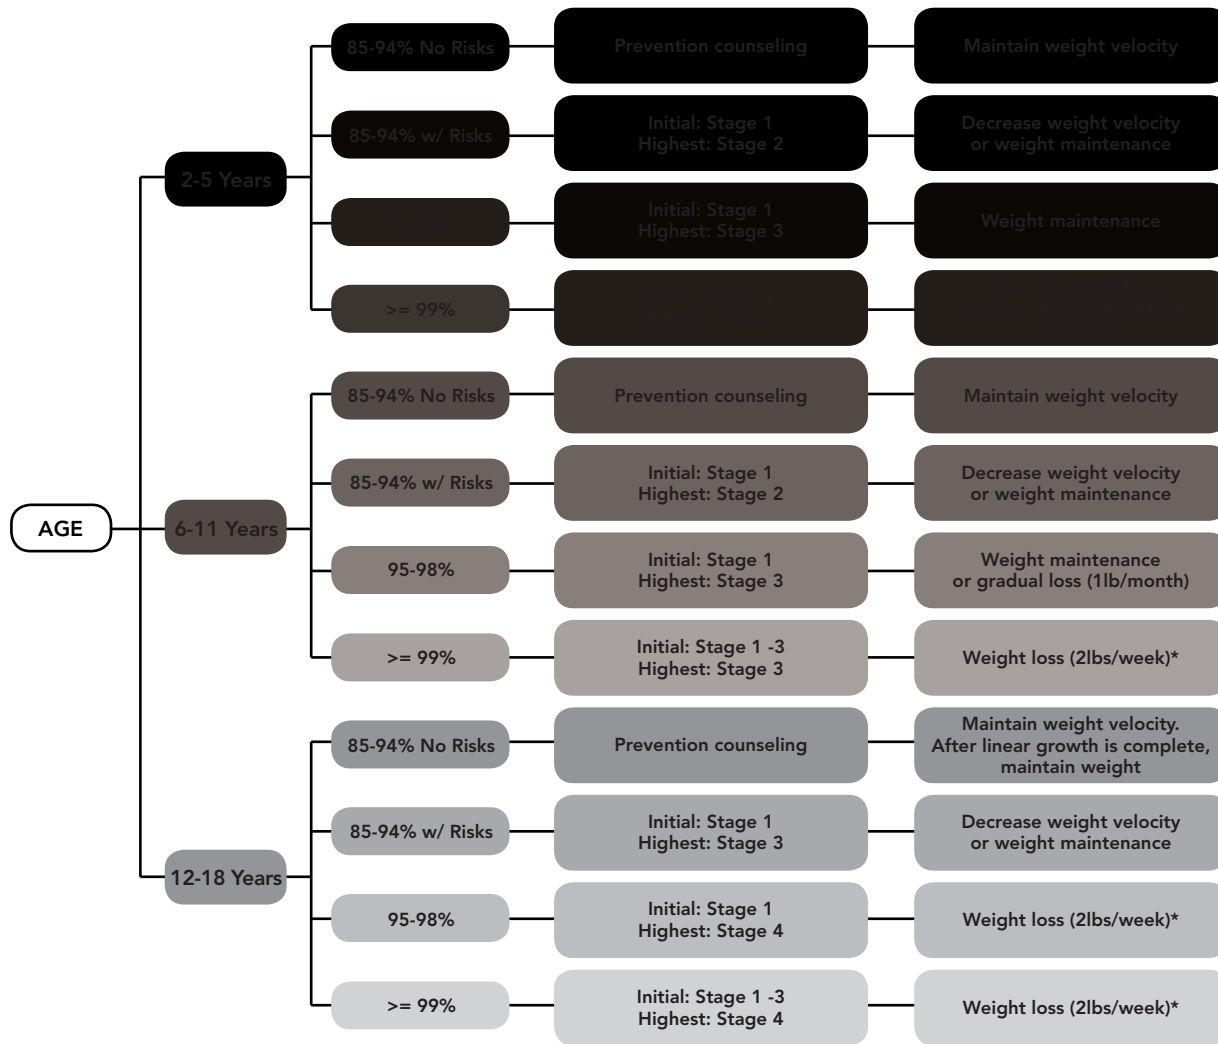 85-94% No Risks
Prevention counseling
Maintain weight velocity
85-94% w/ Risks
Initial: Stage 1
Highest: Stage 2
Decrease weight velocity
or weight maintenance
2-5 Years
Initial: Stage 1
Highest: Stage 3
Weight maintenance
>= 99%
85-94% No Risks
Prevention counseling
Maintain weight velocity
85-94% w/ Risks
Initial: Stage 1
Highest: Stage 2
Decrease weight velocity
or weight maintenance
AGE
6-11 Years
95-98%
Initial: Stage 1
Highest: Stage 3
Weight maintenance
or gradual loss (1lb/month)
>= 99%
Initial: Stage 1 -3
Highest: Stage 3
Weight loss (2lbs/week)*
85-94% No Risks
Prevention counseling
Maintain weight velocity.
After linear growth is complete,
maintain weight
85-94% w/ Risks
Initial: Stage 1
Highest: Stage 3
Decrease weight velocity
or weight maintenance
12-18 Years
95-98%
Initial: Stage 1
Highest: Stage 4
Weight loss (2lbs/week)*
>= 99%
Initial: Stage 1 -3
Highest: Stage 4
Weight loss (2lbs/week)*